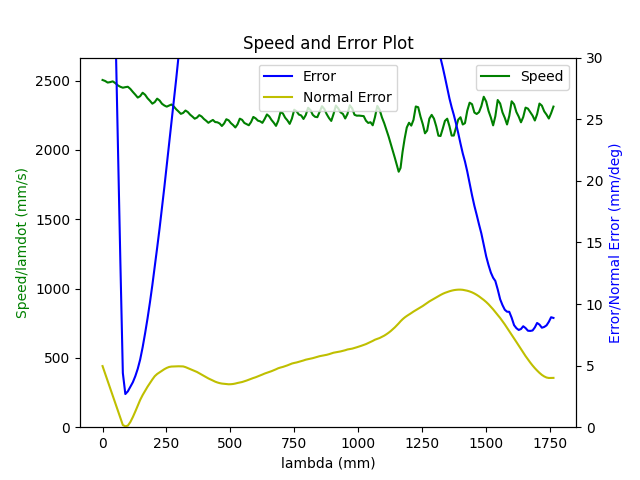 Speed and Error Plot
Error
Normal Error
Speed
2500
2000
1500
1000
500
0
Speed/lamdot (mm/s)
30
25
20
15
10
5
0
Error/Normal Error (mm/deg)
0 250 500 750 1000 1250 1500 1750
lambda (mm)